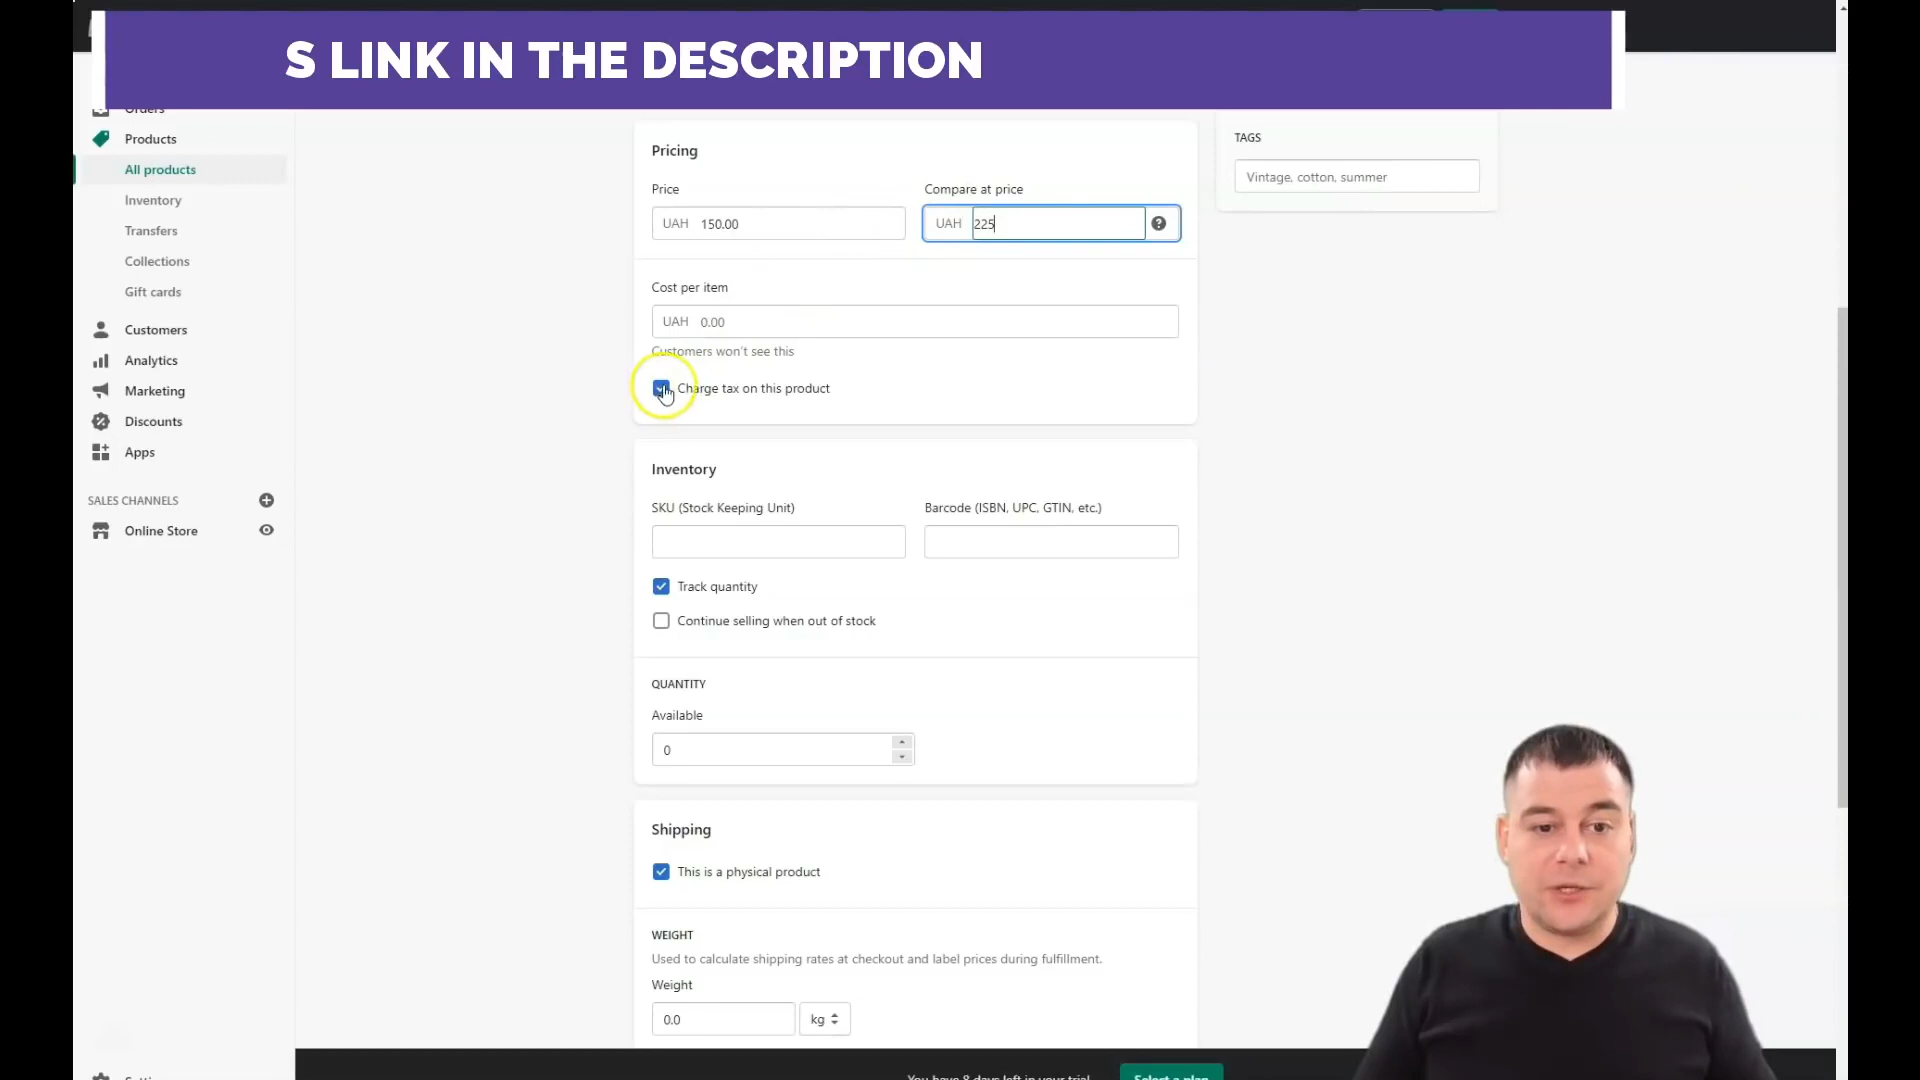 S LINK IN THE DESCRIPTION
Orders
Products
All products
Inventory
Transfers
Collections
Gift cards
Customers
Analytics
Marketing
Discounts
Apps
SALES CHANNELS
Online Store
Pricing
Price
Compare at price
UAH 150.00
UAH 225
Cost per item
UAH 0.00
Customers won't see this
Charge tax on this product
Inventory
SKU (Stock Keeping Unit)
Barcode (ISBN, UPC, GTIN, etc.)
Track quantity
Continue selling when out of stock
QUANTITY
Available
0
Shipping
This is a physical product
WEIGHT
Used to calculate shipping rates at checkout and label prices during fulfillment.
Weight
0.0
kg
You have 8 days left in your trial
Select a plan
TAGS
Vintage, cotton, summer